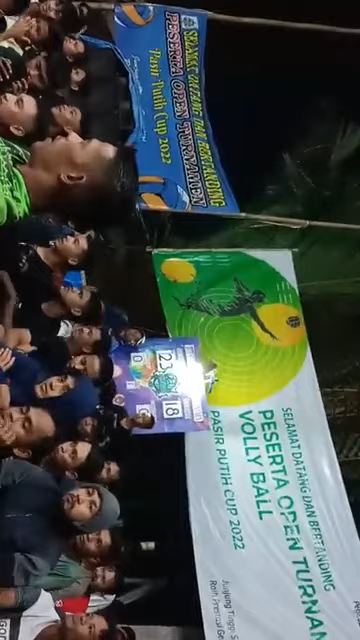 SELAMAT DATANG DAN BERTANDING
PESERTA OPEN TURNAMEN
Pasir Putih Cup 2022
SELAMAT DATANG DAN BERTANDING
PESERTA OPEN TURNAM
VOLLY BALL
PASIR PUTIH CUP 2022
23
18
0